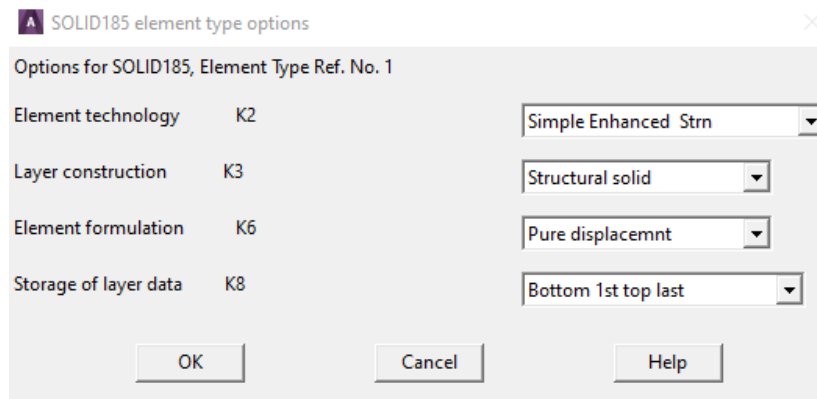 A SOLID185 element type options
Options for SOLID185, Element Type Ref. No. 1
Element technology K2 Simple Enhanced Strn
Layer construction K3 Structural solid
Element formulation K6 Pure displacemnt
Storage of layer data K8 Bottom 1st top last
OK Cancel Help